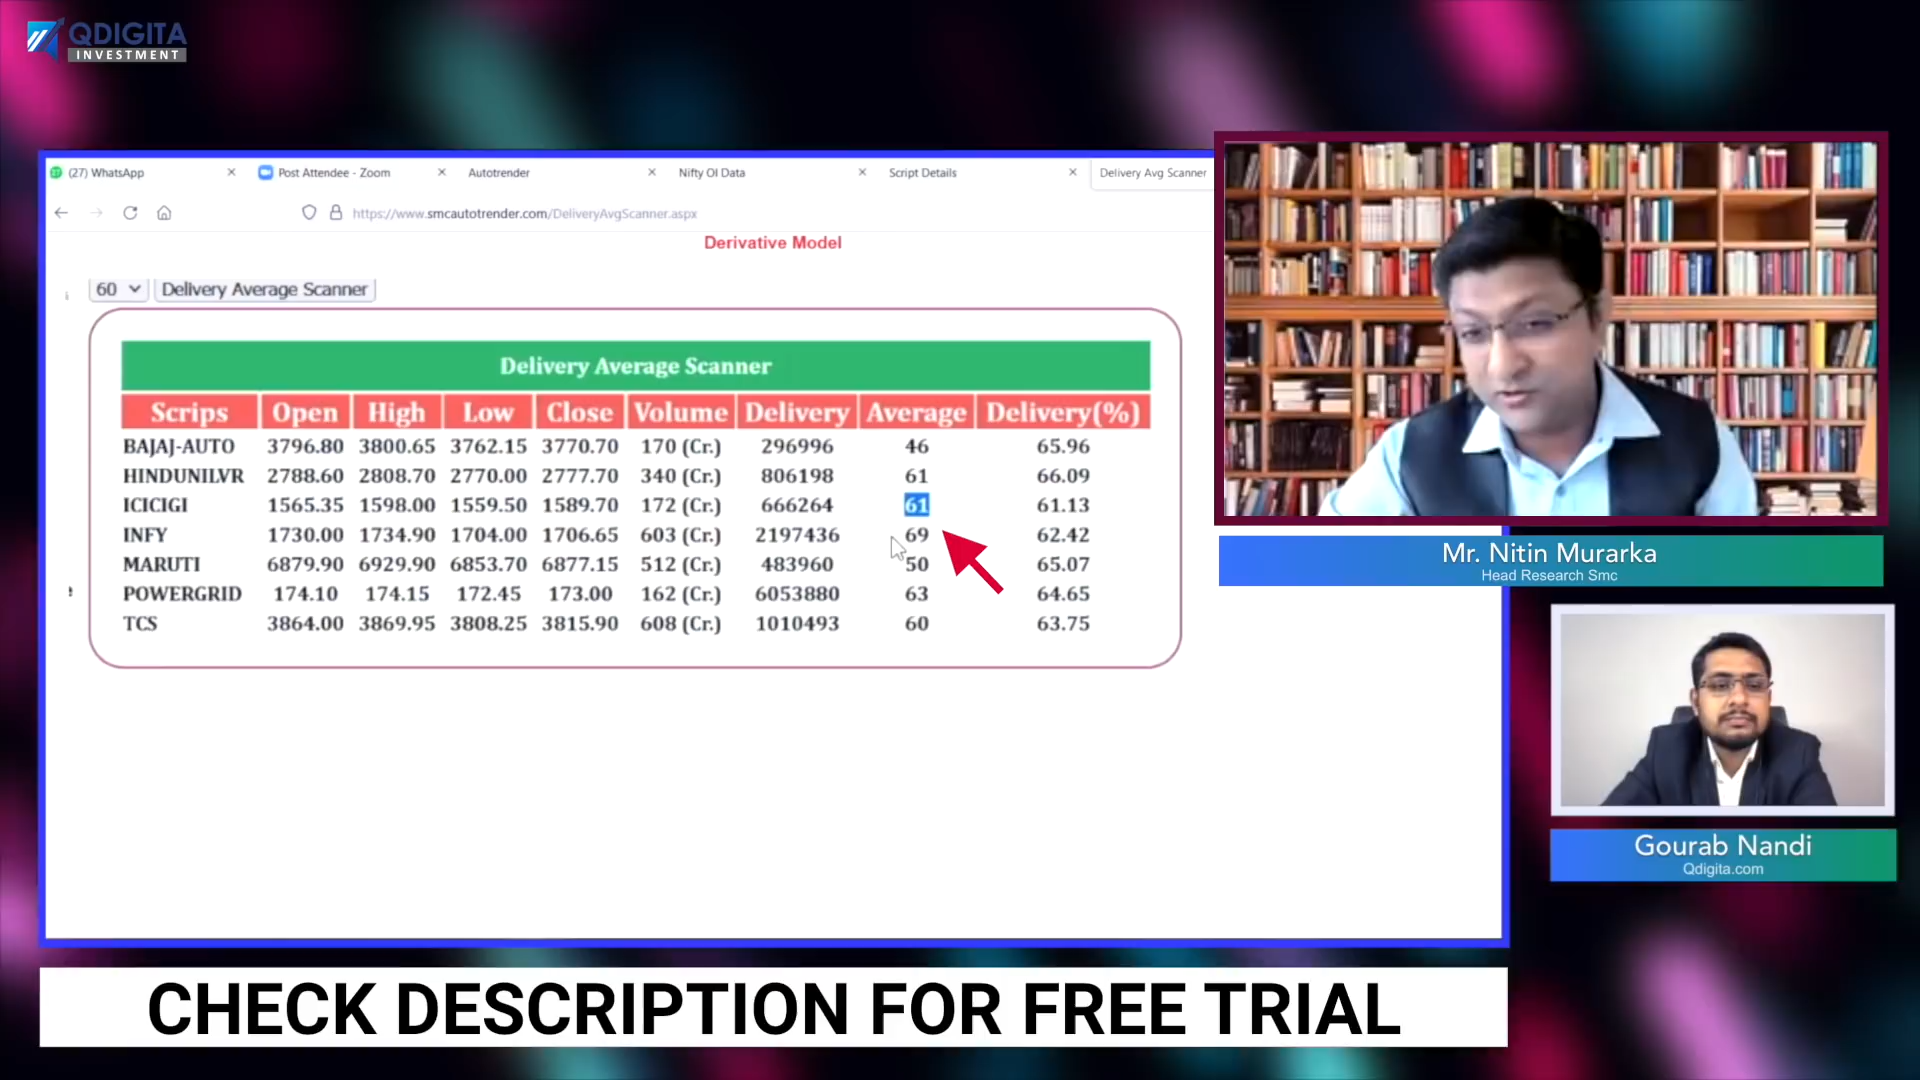 QDIGITA
INVESTMENT
(27) WhatsApp
Post Attendee - Zoom
Autotrender
Nifty OI Data
Script Details
Delivery Avg Scanner
https://www.smcautotrender.com/DeliveryAvgScanner.aspx
Derivative Model
60 Delivery Average Scanner
Delivery Average Scanner
Scrips Open High Low Close Volume Delivery Average Delivery(%)
BAJAJ-AUTO 3796.80 3800.65 3762.15 3770.70 170 (Cr.) 296996 46 65.96
HINDUNILVR 2788.60 2808.70 2770.00 2777.70 340 (Cr.) 806198 61 66.09
ICICIGI 1565.35 1598.00 1559.50 1589.70 172 (Cr.) 666264 61 61.13
INFY 1730.00 1734.90 1704.00 1706.65 603 (Cr.) 2197436 69 62.42
MARUTI 6879.90 6929.90 6853.70 6877.15 512 (Cr.) 483960 50 65.07
POWERGRID 174.10 174.15 172.45 173.00 162 (Cr.) 6053880 63 64.65
TCS 3864.00 3869.95 3808.25 3815.90 608 (Cr.) 1010493 60 63.75
Mr. Nitin Murarka
Head Research Smc
Gourab Nandi
Qdigita.com
CHECK DESCRIPTION FOR FREE TRIAL